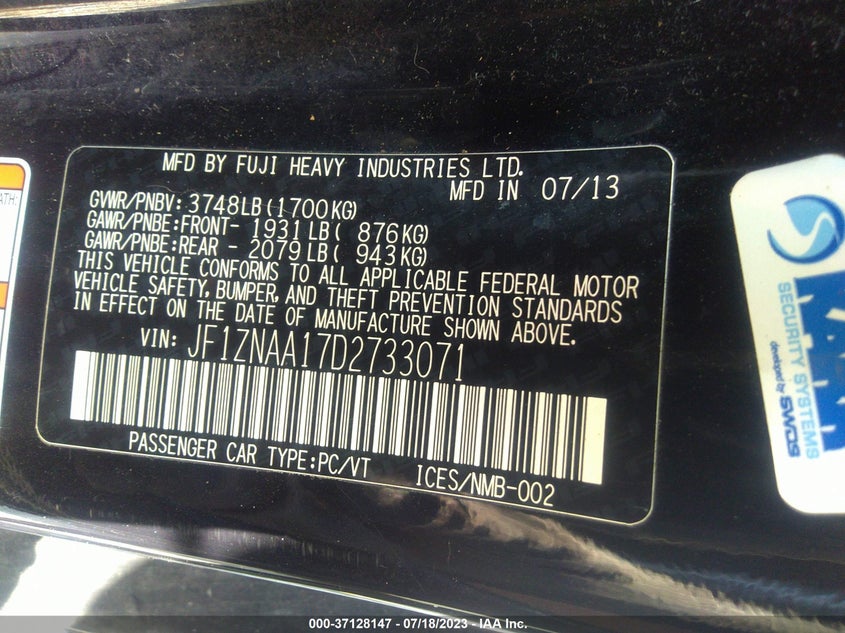 MFD BY FUJI HEAVY INDUSTRIES LTD.
MFD IN 07/13
GVWR/PNBV: 3748LB(1700KG)
GAWR/PNBE:FRONT- 1931LB( 876KG)
GAWR/PNBE:REAR - 2079LB( 943KG)
THIS VEHICLE CONFORMS TO ALL APPLICABLE FEDERAL MOTOR
VEHICLE SAFETY, BUMPER, AND THEFT PREVENTION STANDARDS
IN EFFECT ON THE DATE OF MANUFACTURE SHOWN ABOVE.
VIN: JF1ZNAA17D2733071
PASSENGER CAR TYPE:PC/VT ICES/NMB-002
ATH:
SECURITY SYSTEMS
developed by SWDS
000-37128147 - 07/18/2023 - IAA Inc.